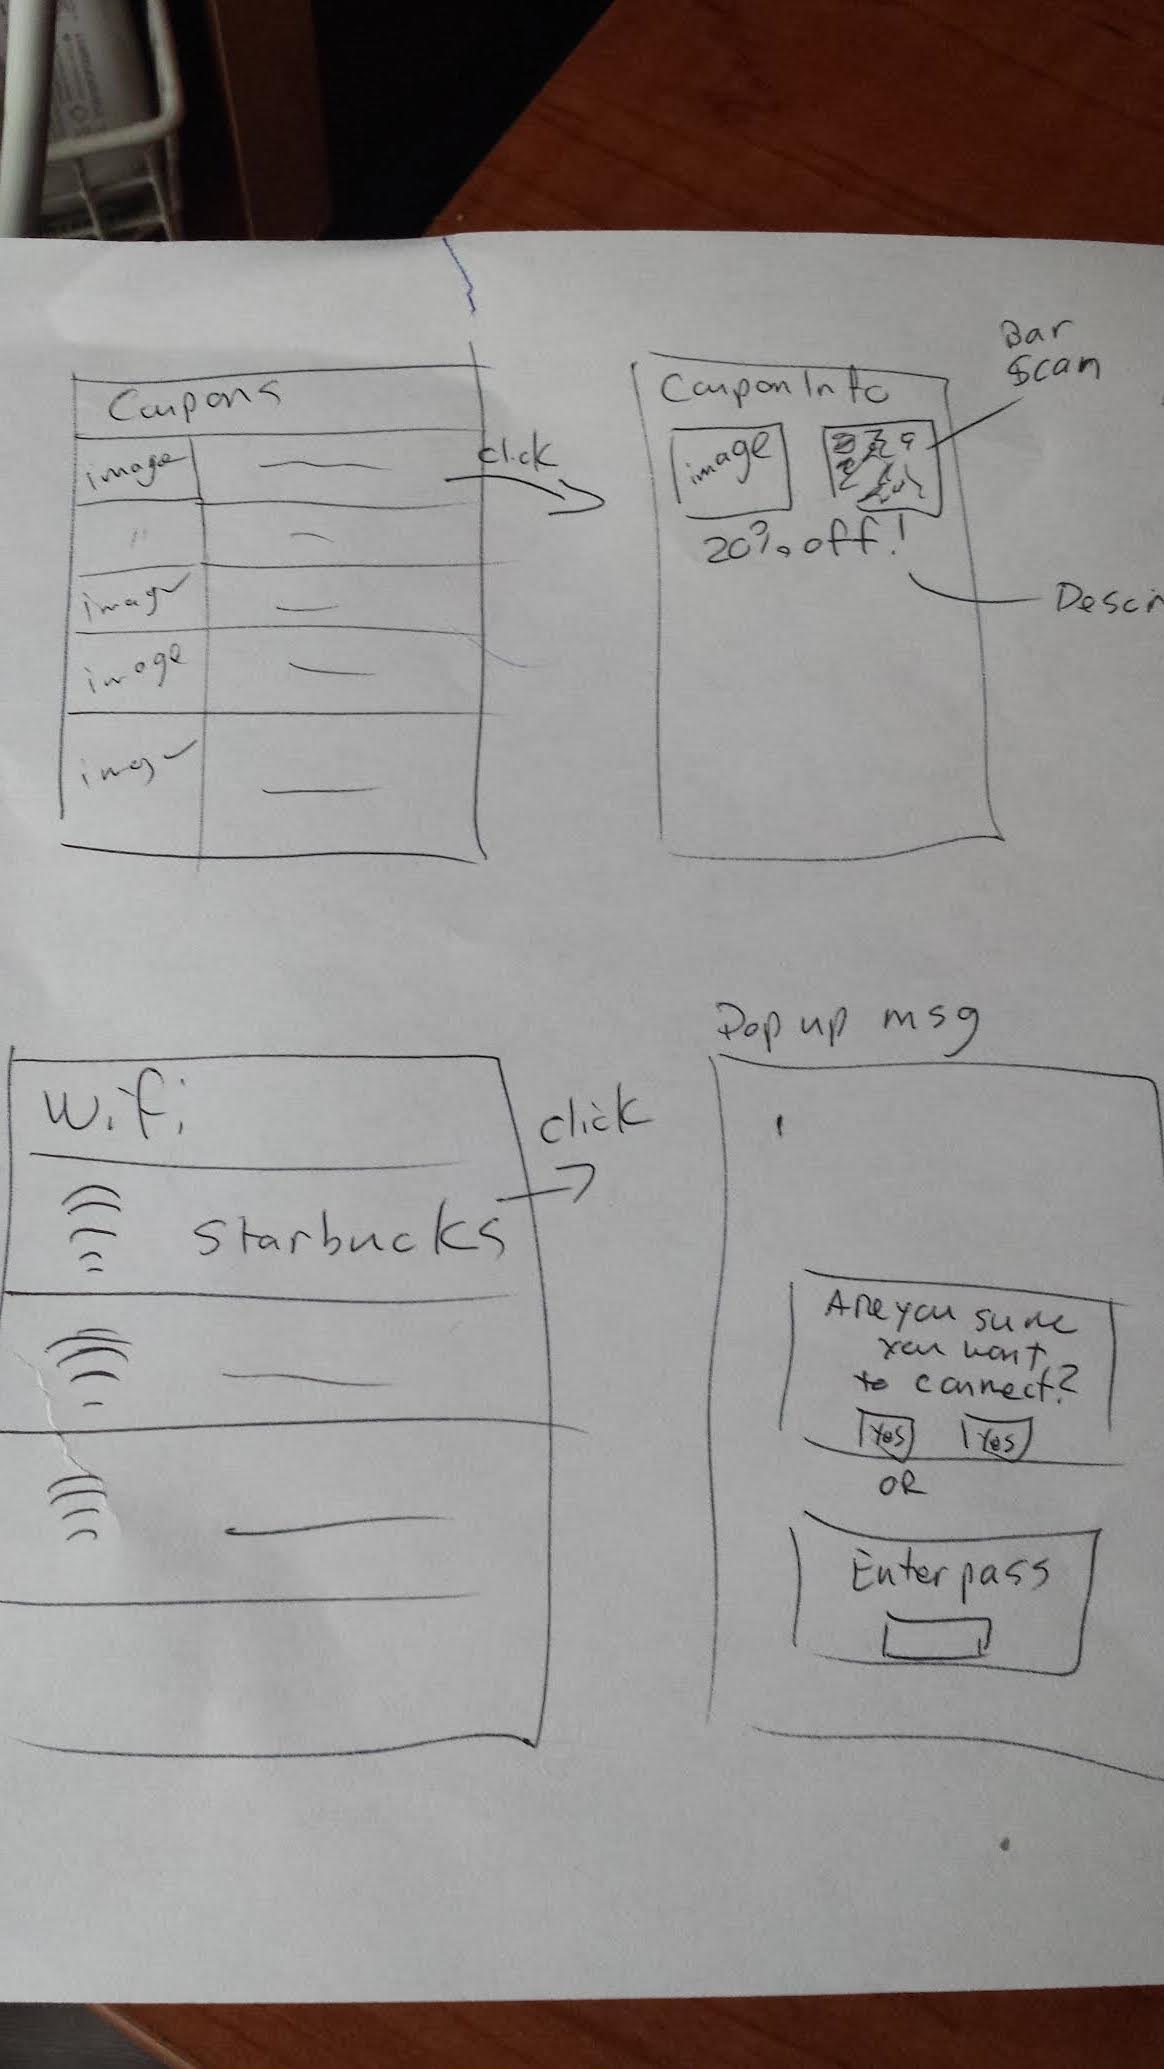 Coupons
image
"
image
image
image
click
Coupon Info
image
20% off!
Bar
Scan
Descr
Wifi
Starbucks
click
Pop up msg
Are you sure
you want
to connect?
Yes Yes
OR
Enter pass